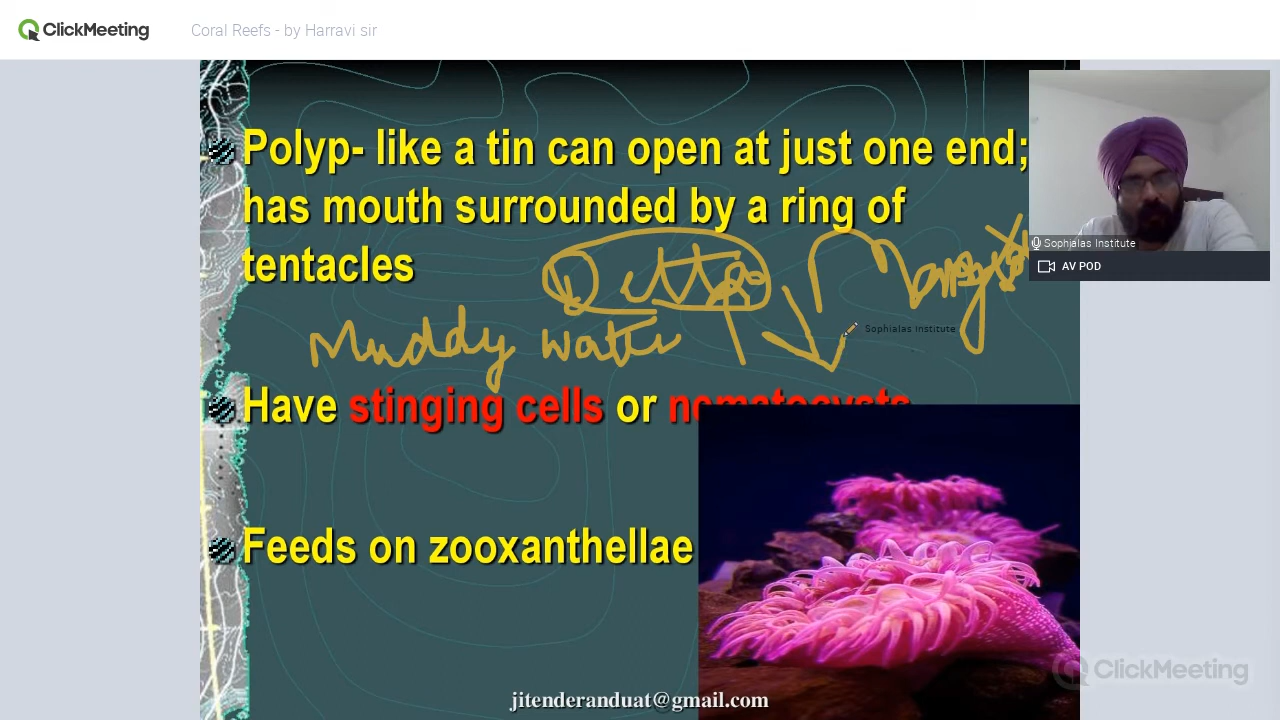 ClickMeeting Coral Reefs - by Harravi sir
Polyp- like a tin can open at just one end;
has mouth surrounded by a ring of
tentacles
Muddy water
Sophialas Institute
Sophialas Institute
AV POD
Have stinging cells or nematocysts
Feeds on zooxanthellae
ClickMeeting
jitenderanduat@gmail.com